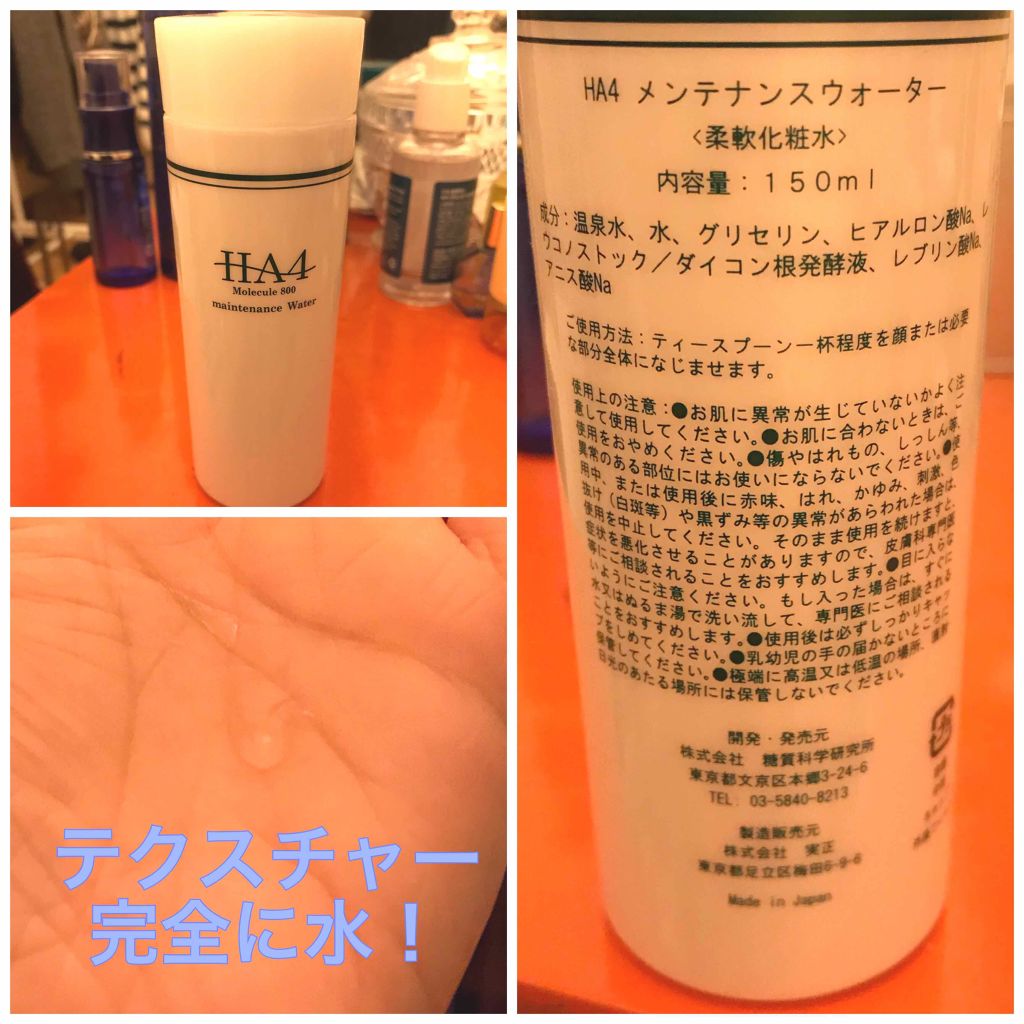 HA4
Molecule 800
maintenance Water
テクスチャー
完全に水！
HA4 メンテナンスウォーター
〈柔軟化粧水〉
内容量：１５０ml
成分：温泉水、水、グリセリン、ヒアルロン酸Na、レ
ウコノストック／ダイコン根発酵液、レブリン酸Na、
アニス酸Na
ご使用方法：ティースプーン一杯程度を顔または必要
な部分全体になじませます。
使用上の注意：●お肌に異常が生じていないかよく注
意して使用してください。●お肌に合わないときは、ご
使用をおやめください。●傷やはれもの、しっしん等、
異常のある部位にはお使いにならないでください。●使
用中、または使用後に赤味、はれ、かゆみ、刺激、色
抜け（白斑等）や黒ずみ等の異常があらわれた場合は、
使用を中止してください。そのまま使用を続けますと、
症状を悪化させることがありますので、皮膚科専門医
等にご相談されることをおすすめします。●目に入らな
いようにご注意ください。もし入った場合は、すぐに
水又はぬるま湯で洗い流して、専門医にご相談される
ことをおすすめします。●使用後は必ずしっかりキャッ
プをしめてください。●乳幼児の手の届かないところに
保管してください。●極端に高温又は低温の場所、直射
日光のあたる場所には保管しないでください。
開発・発売元
株式会社 糖質科学研究所
東京都文京区本郷3-24-6
TEL: 03-5840-8213
製造販売元
株式会社 実正
東京都足立区梅田6-9-6
Made in Japan